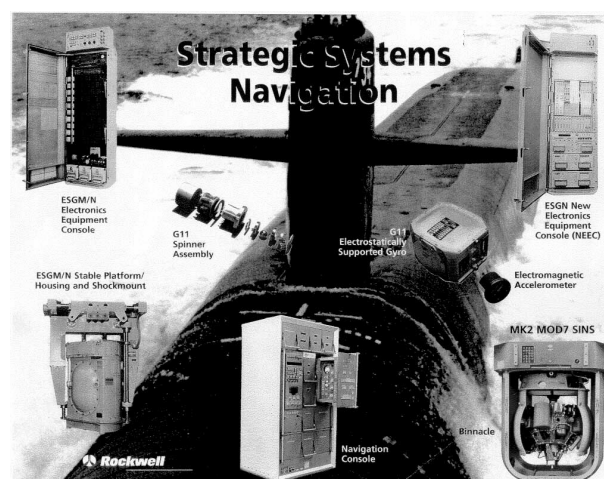 Strategic Systems
Navigation
ESGM/N
Electronics
Equipment
Console
G11
Spinner
Assembly
G11
Electrostatically
Supported Gyro
ESGN New
Electronics
Equipment
Console (NEEC)
Electromagnetic
Accelerometer
ESGM/N Stable Platform/
Housing and Shockmount
MK2 MOD7 SINS
Binnacle
Navigation
Console
Rockwell